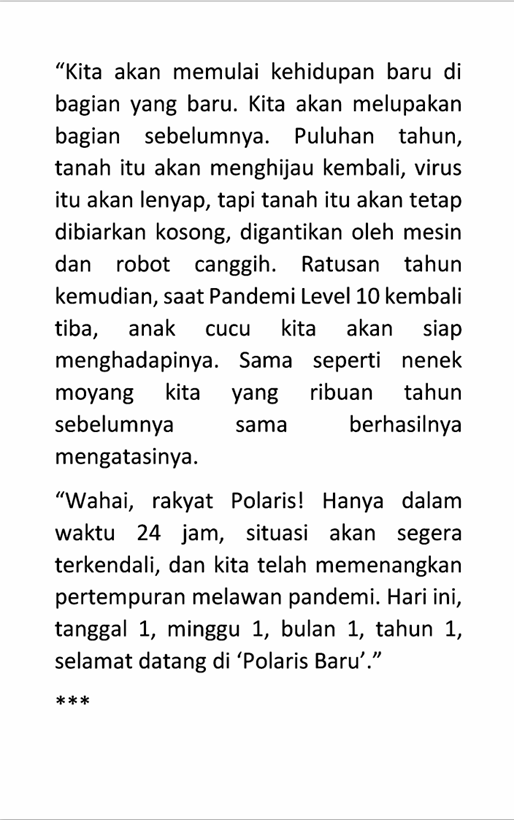 “Kita akan memulai kehidupan baru di
bagian yang baru. Kita akan melupakan
bagian sebelumnya. Puluhan tahun,
tanah itu akan menghijau kembali, virus
itu akan lenyap, tapi tanah itu akan tetap
dibiarkan kosong, digantikan oleh mesin
dan robot canggih. Ratusan tahun
kemudian, saat Pandemi Level 10 kembali
tiba, anak cucu kita akan siap
menghadapinya. Sama seperti nenek
moyang kita yang ribuan tahun
sebelumnya sama berhasilnya
mengatasinya.
“Wahai, rakyat Polaris! Hanya dalam
waktu 24 jam, situasi akan segera
terkendali, dan kita telah memenangkan
pertempuran melawan pandemi. Hari ini,
tanggal 1, minggu 1, bulan 1, tahun 1,
selamat datang di ‘Polaris Baru’.”
***